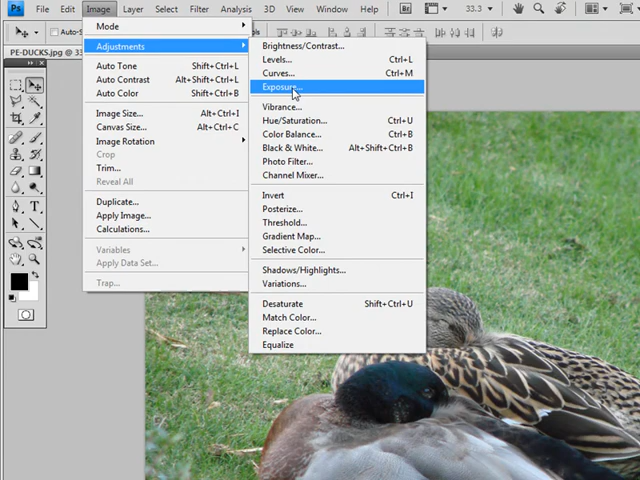 Ps File Edit Image Layer Select Filter Analysis 3D View Window Help Br 33.3
Auto-S
PE-DUCKS.jpg @ 33
Mode
Adjustments
Auto Tone Shift+Ctrl+L
Auto Contrast Alt+Shift+Ctrl+L
Auto Color Shift+Ctrl+B
Image Size... Alt+Ctrl+I
Canvas Size... Alt+Ctrl+C
Image Rotation
Crop
Trim...
Reveal All
Duplicate...
Apply Image...
Calculations...
Variables
Apply Data Set...
Trap...
Brightness/Contrast...
Levels... Ctrl+L
Curves... Ctrl+M
Exposure...
Vibrance...
Hue/Saturation... Ctrl+U
Color Balance... Ctrl+B
Black & White... Alt+Shift+Ctrl+B
Photo Filter...
Channel Mixer...
Invert Ctrl+I
Posterize...
Threshold...
Gradient Map...
Selective Color...
Shadows/Highlights...
Variations...
Desaturate Shift+Ctrl+U
Match Color...
Replace Color...
Equalize